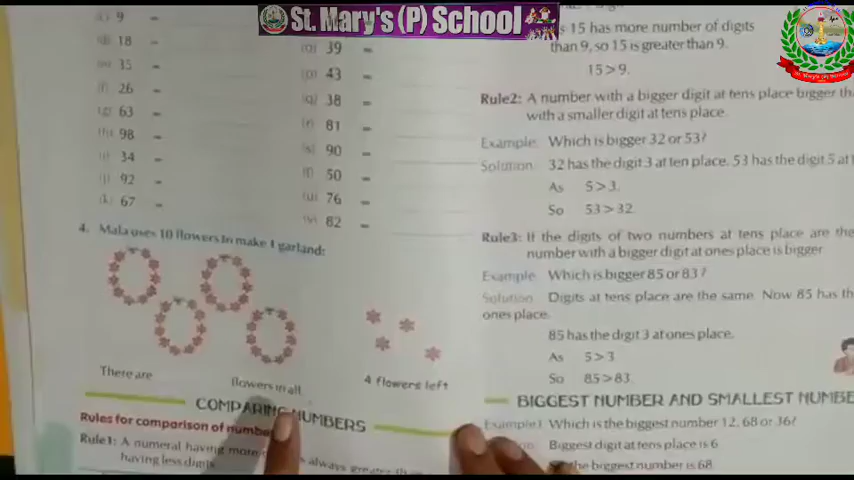 St. Mary's (P) School
(c) 9 =
(d) 18 =
(e) 35 =
(f) 26 =
(g) 63 =
(h) 98 =
(i) 34 =
(j) 92 =
(k) 67 =
39 =
(o) 43 =
(q) 38 =
(r) 81 =
(s) 90 =
(t) 50 =
(u) 76 =
(v) 82 =
4. Mala uses 10 flowers to make 1 garland:
There are
flowers in all.
4 flowers left
COMPARING NUMBERS
Rules for comparison of numbers
Rule1: A numeral having more always greater than
having less digits.
15 has more number of digits
than 9, so 15 is greater than 9.
15 > 9.
Rule2: A number with a bigger digit at tens place bigger
with a smaller digit at tens place.
Example: Which is bigger 32 or 53?
Solution: 32 has the digit 3 at ten place. 53 has the digit 5 at
As 5 > 3.
So 53 > 32
Rule3: If the digits of two numbers at tens place are the
number with a bigger digit at ones place is bigger
Example: Which is bigger 85 or 83?
Solution: Digits at tens place are the same. Now 85 has
ones place.
85 has the digit 3 at ones place.
As 5 > 3
So 85 > 83.
BIGGEST NUMBER AND SMALLEST NUMBE
Example1: Which is the biggest number 12, 68 or 36?
Biggest digit at tens place is 6
the biggest number is 68